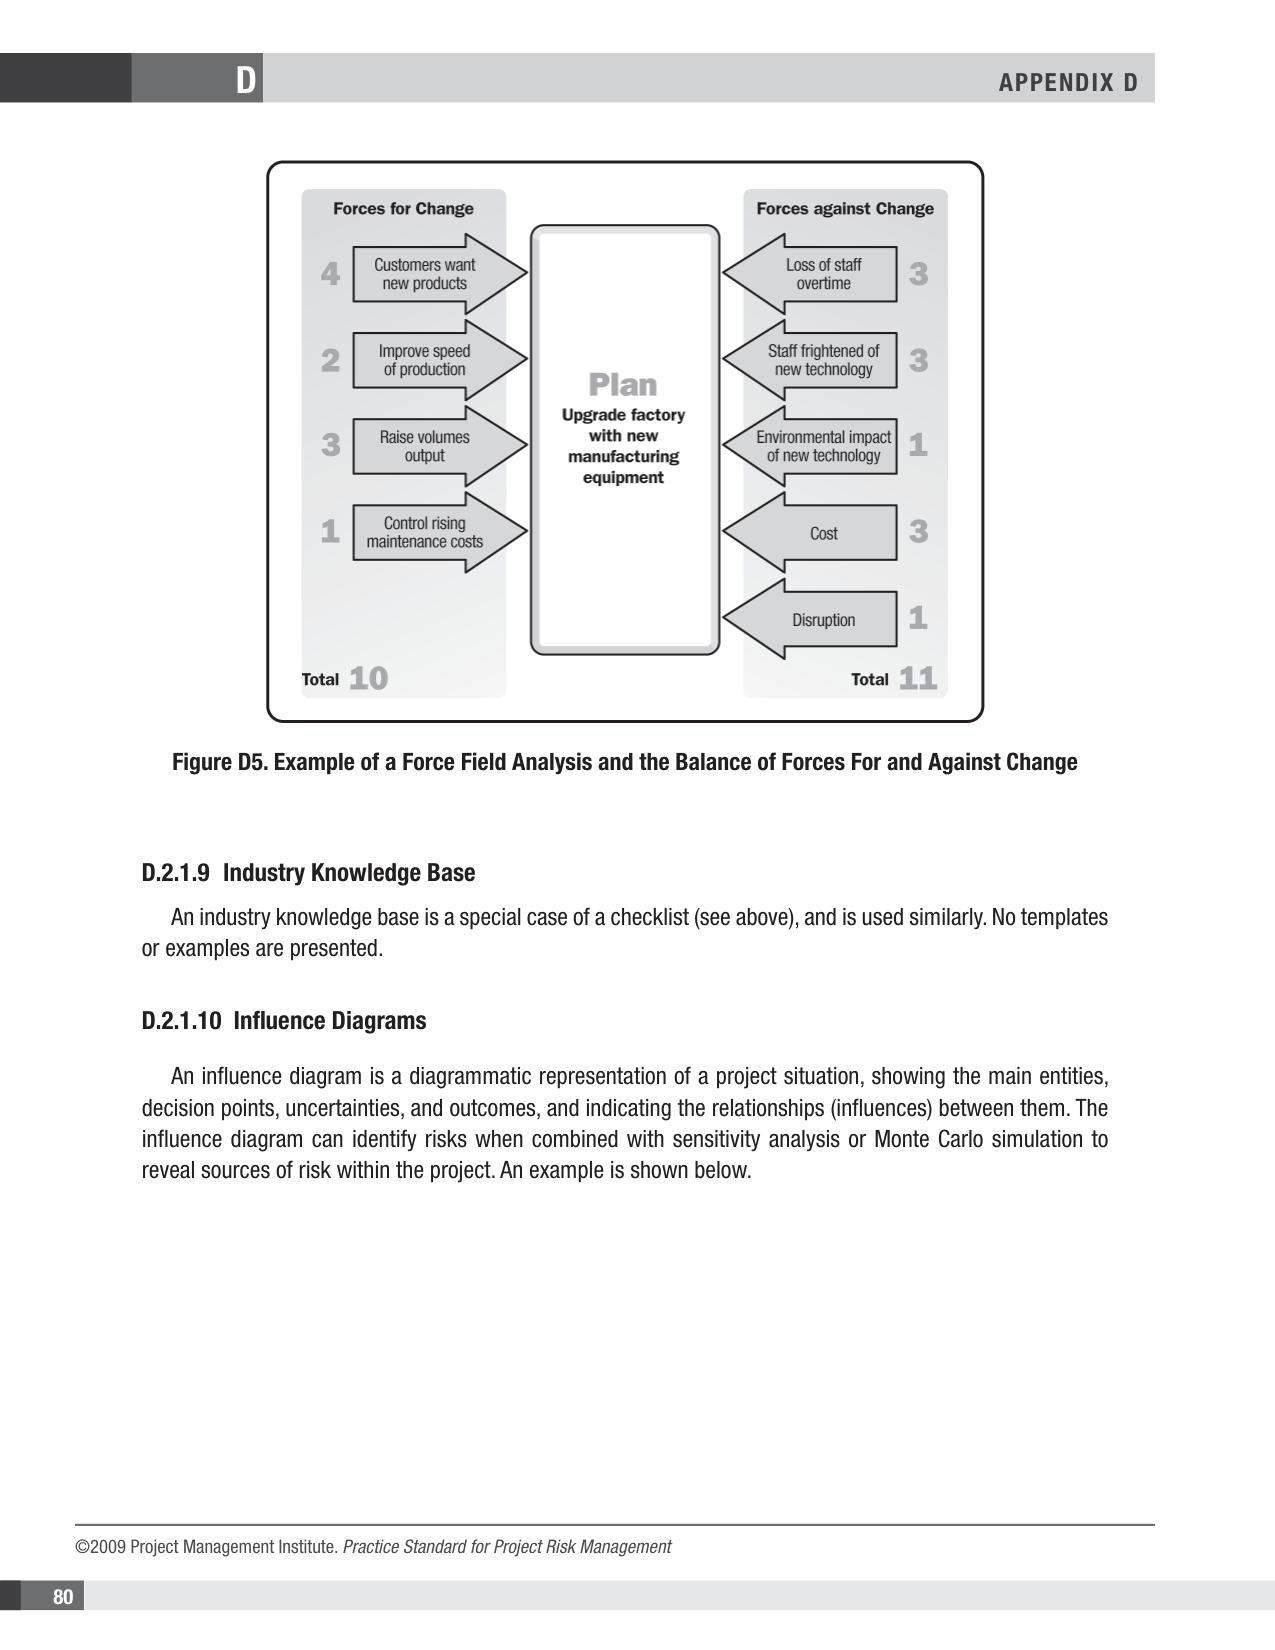 D
APPENDIX D
Forces for Change
4
Customers want
new products
2
Improve speed
of production
3
Raise volumes
output
1
Control rising
maintenance costs
Total 10
Plan
Upgrade factory
with new
manufacturing
equipment
Forces against Change
Loss of staff
overtime
3
Staff frightened of
new technology
3
Environmental impact
of new technology
1
Cost
3
Disruption
1
Total 11
Figure D5. Example of a Force Field Analysis and the Balance of Forces For and Against Change
D.2.1.9 Industry Knowledge Base
An industry knowledge base is a special case of a checklist (see above), and is used similarly. No templates
or examples are presented.
D.2.1.10 Influence Diagrams
An influence diagram is a diagrammatic representation of a project situation, showing the main entities,
decision points, uncertainties, and outcomes, and indicating the relationships (influences) between them. The
influence diagram can identify risks when combined with sensitivity analysis or Monte Carlo simulation to
reveal sources of risk within the project. An example is shown below.
©2009 Project Management Institute. Practice Standard for Project Risk Management
80